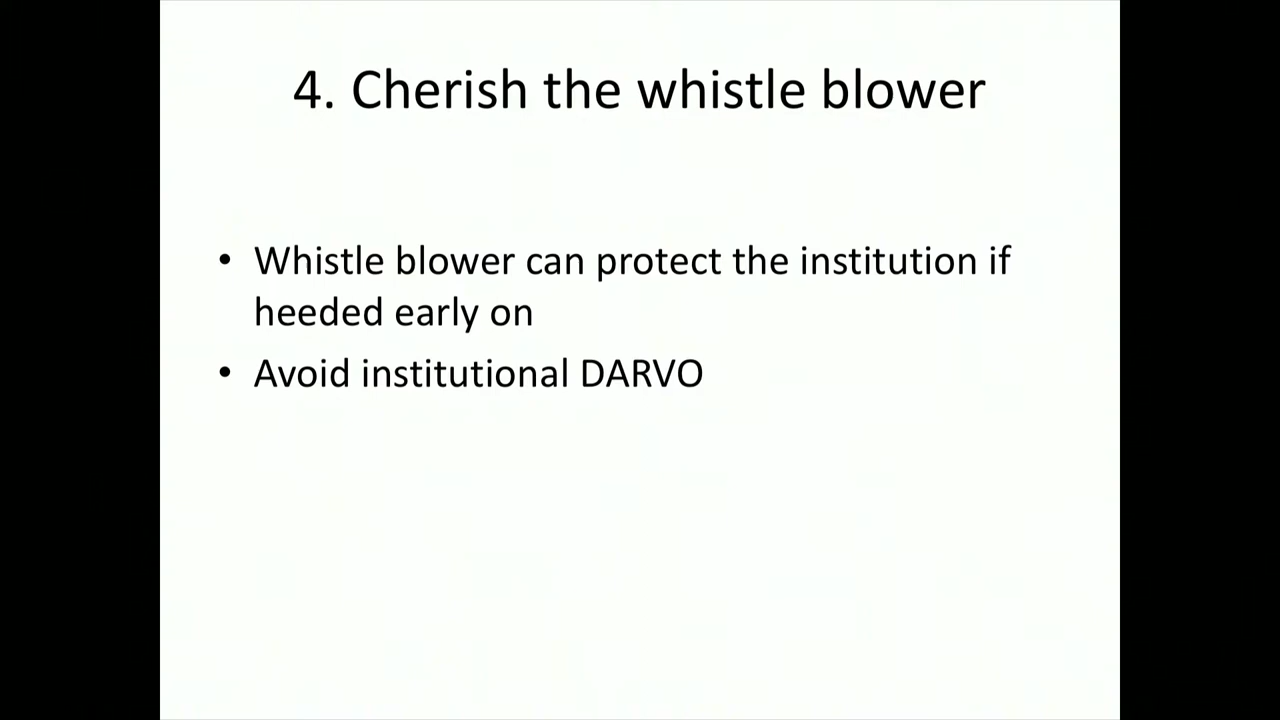 4. Cherish the whistle blower
• Whistle blower can protect the institution if
heeded early on
• Avoid institutional DARVO